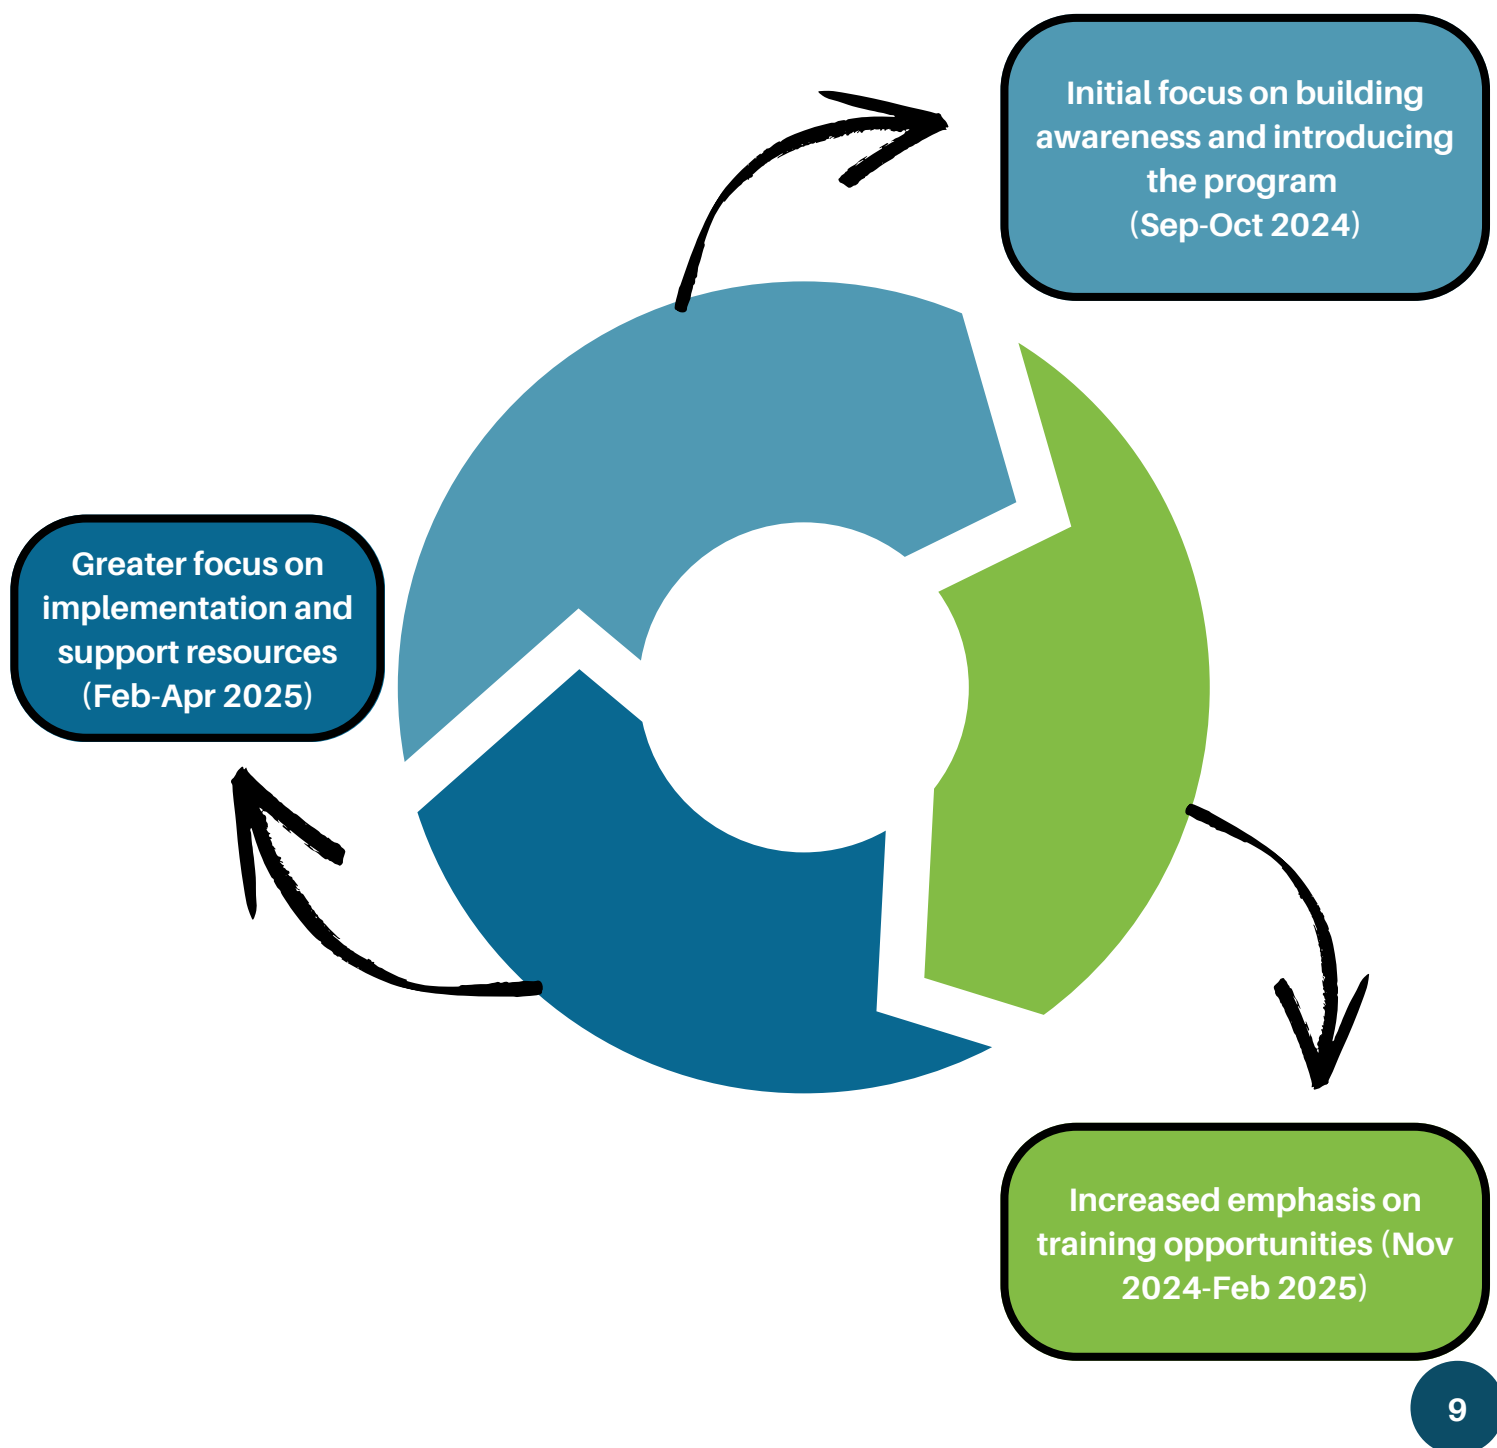 Initial focus on building
awareness and introducing
the program
(Sep-Oct 2024)
Greater focus on
implementation and
support resources
(Feb-Apr 2025)
Increased emphasis on
training opportunities (Nov
2024-Feb 2025)
9